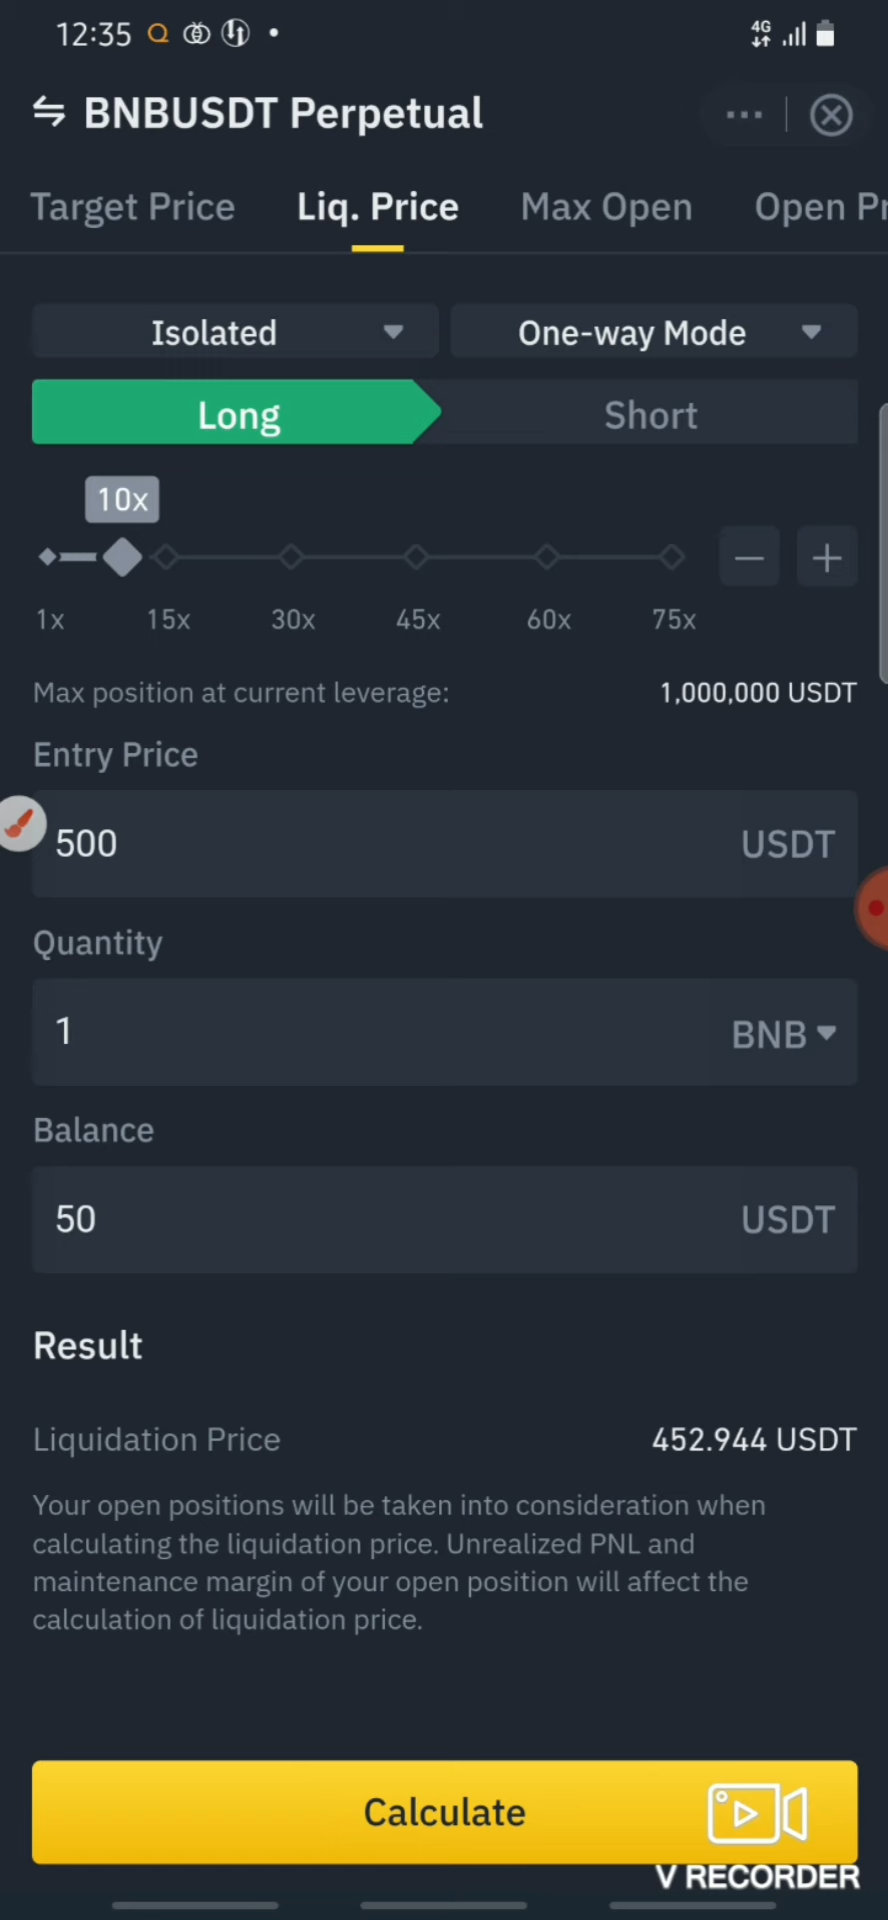 12:35
4G
BNBUSDT Perpetual
Target Price Liq. Price Max Open Open Pr
Isolated One-way Mode
Long Short
10x
1x 15x 30x 45x 60x 75x
Max position at current leverage: 1,000,000 USDT
Entry Price
500 USDT
Quantity
1 BNB
Balance
50 USDT
Result
Liquidation Price 452.944 USDT
Your open positions will be taken into consideration when
calculating the liquidation price. Unrealized PNL and
maintenance margin of your open position will affect the
calculation of liquidation price.
Calculate
V RECORDER